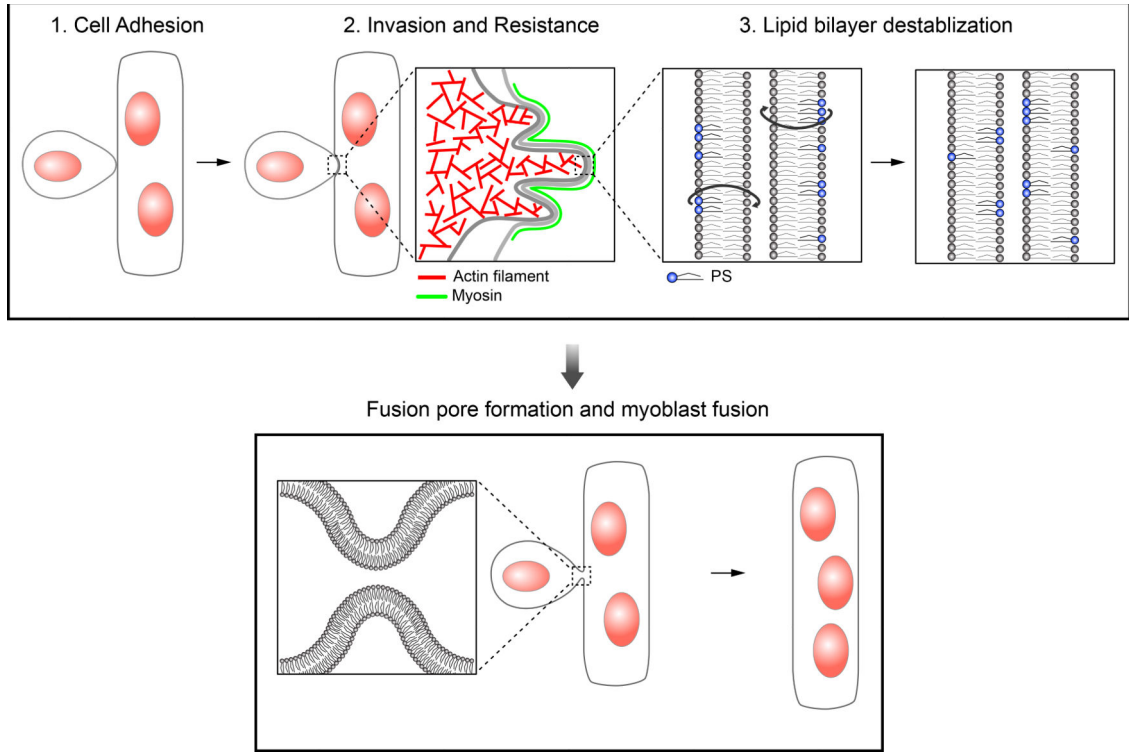 1. Cell Adhesion
2. Invasion and Resistance
3. Lipid bilayer destablization
Actin filament
Myosin
PS
Fusion pore formation and myoblast fusion